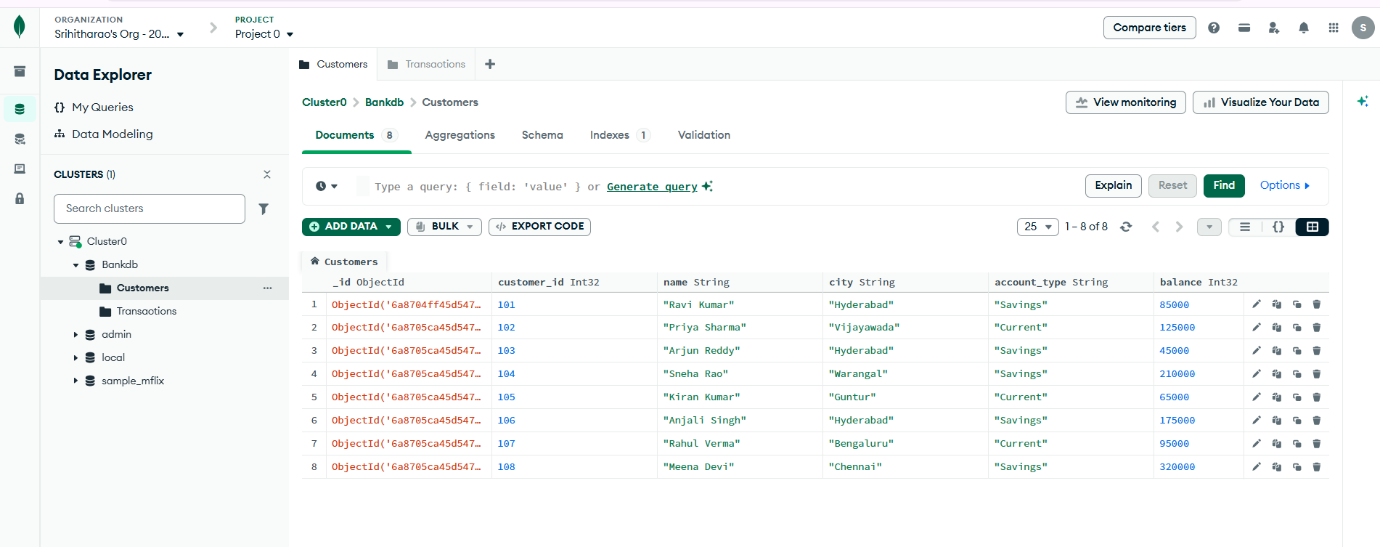 ORGANIZATION
Srihitharao's Org - 20...
PROJECT
Project 0
Compare tiers
S
Data Explorer
{} My Queries
Data Modeling
CLUSTERS (1)
Search clusters
Cluster0
Bankdb
Customers
Transactions
admin
local
sample_mflix
Customers
Transactions
Cluster0 > Bankdb > Customers
View monitoring
Visualize Your Data
Documents 8
Aggregations
Schema
Indexes 1
Validation
Type a query: { field: 'value' } or Generate query
Explain
Reset
Find
Options
ADD DATA
BULK
EXPORT CODE
25
1 – 8 of 8
{}
Customers
_id ObjectId customer_id Int32 name String city String account_type String balance Int32
1 ObjectId('6a8704ff45d547… 101 "Ravi Kumar" "Hyderabad" "Savings" 85000
2 ObjectId('6a8705ca45d547… 102 "Priya Sharma" "Vijayawada" "Current" 125000
3 ObjectId('6a8705ca45d547… 103 "Arjun Reddy" "Hyderabad" "Savings" 45000
4 ObjectId('6a8705ca45d547… 104 "Sneha Rao" "Warangal" "Savings" 210000
5 ObjectId('6a8705ca45d547… 105 "Kiran Kumar" "Guntur" "Current" 65000
6 ObjectId('6a8705ca45d547… 106 "Anjali Singh" "Hyderabad" "Savings" 175000
7 ObjectId('6a8705ca45d547… 107 "Rahul Verma" "Bengaluru" "Current" 95000
8 ObjectId('6a8705ca45d547… 108 "Meena Devi" "Chennai" "Savings" 320000